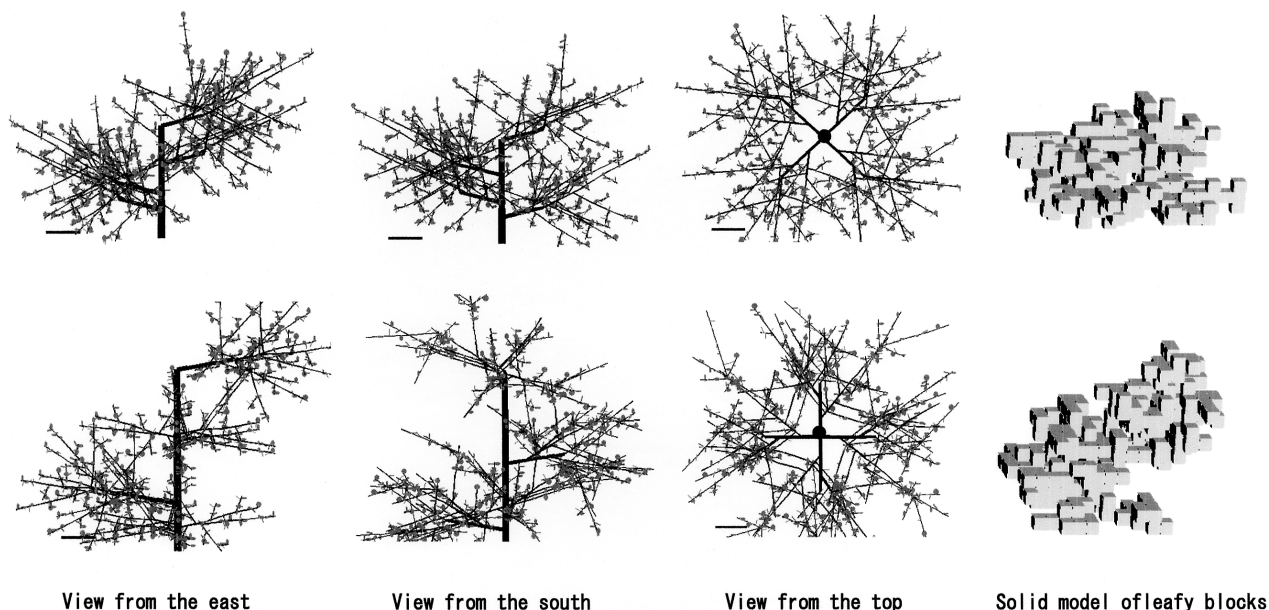 View from the east
View from the south
View from the top
Solid model ofleafy blocks